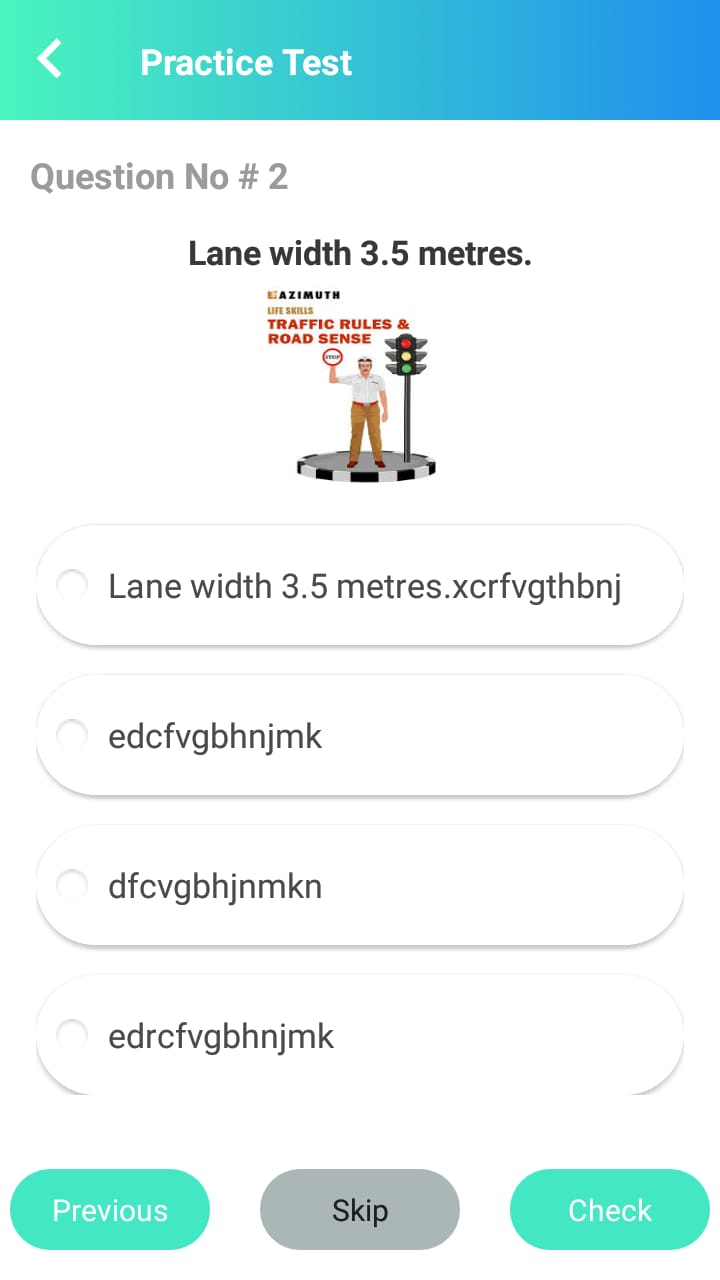 Practice Test
Question No # 2
Lane width 3.5 metres.
AZIMUTH
LIFE SKILLS
TRAFFIC RULES &
ROAD SENSE
STOP
Lane width 3.5 metres.xcrfvgthbnj
edcfvgbhnjmk
dfcvgbhjnmkn
edrcfvgbhnjmk
Previous
Skip
Check